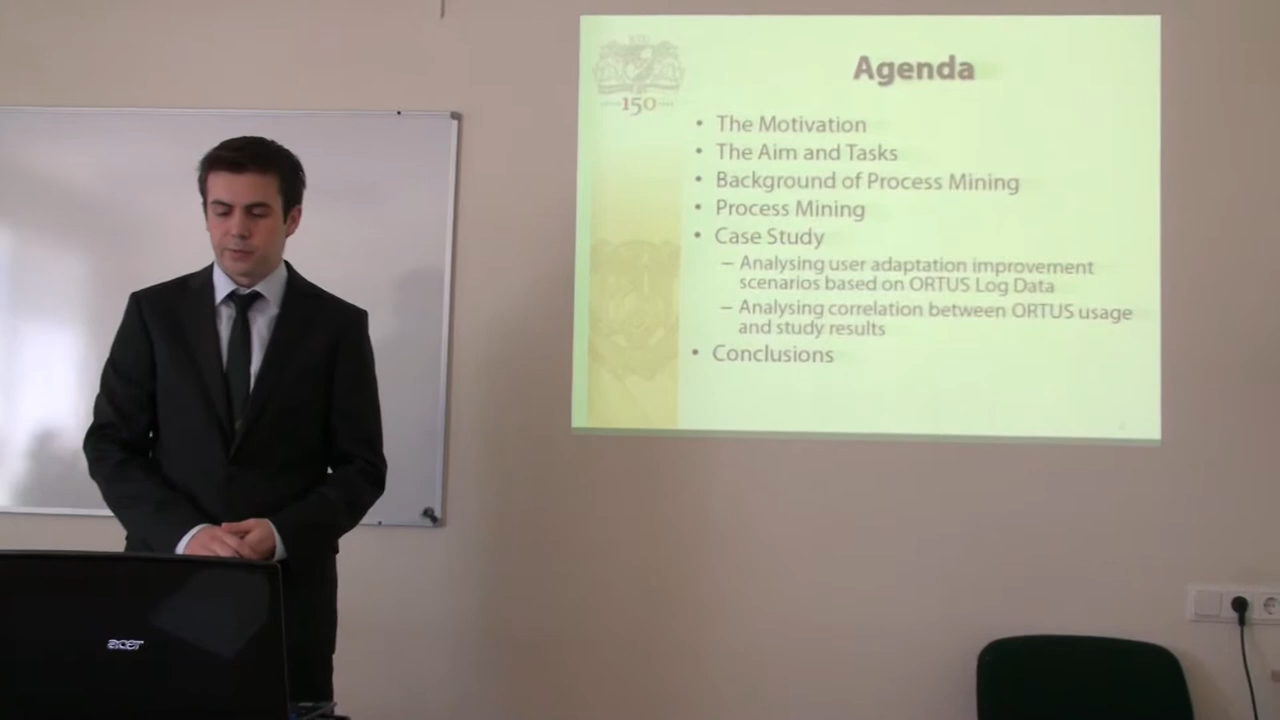 Agenda
150
• The Motivation
• The Aim and Tasks
• Background of Process Mining
• Process Mining
• Case Study
– Analysing user adaptation improvement
scenarios based on ORTUS Log Data
– Analysing correlation between ORTUS usage
and study results
• Conclusions
acer